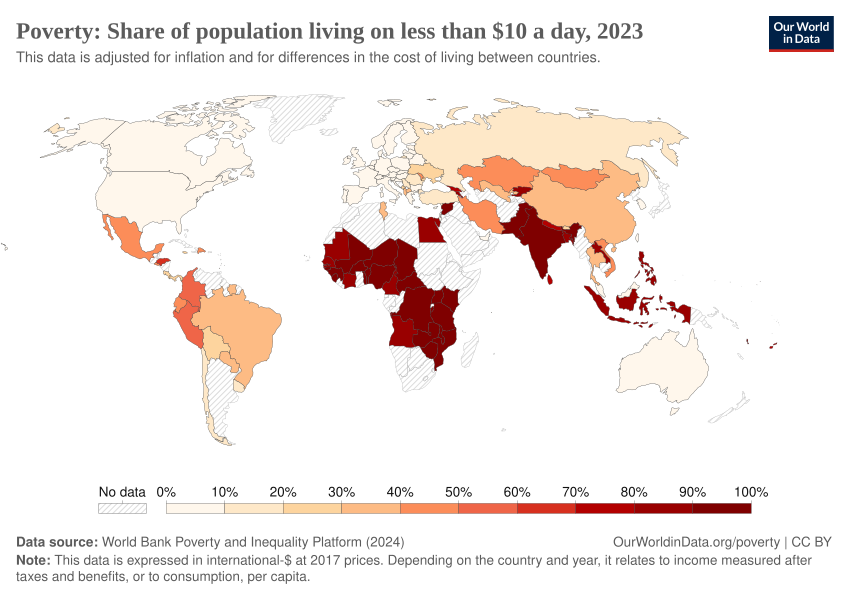 Poverty: Share of population living on less than $10 a day, 2023
This data is adjusted for inflation and for differences in the cost of living between countries.
Our World
in Data
No data 0% 10% 20% 30% 40% 50% 60% 70% 80% 90% 100%
Data source: World Bank Poverty and Inequality Platform (2024)
OurWorldinData.org/poverty | CC BY
Note: This data is expressed in international-$ at 2017 prices. Depending on the country and year, it relates to income measured after
taxes and benefits, or to consumption, per capita.